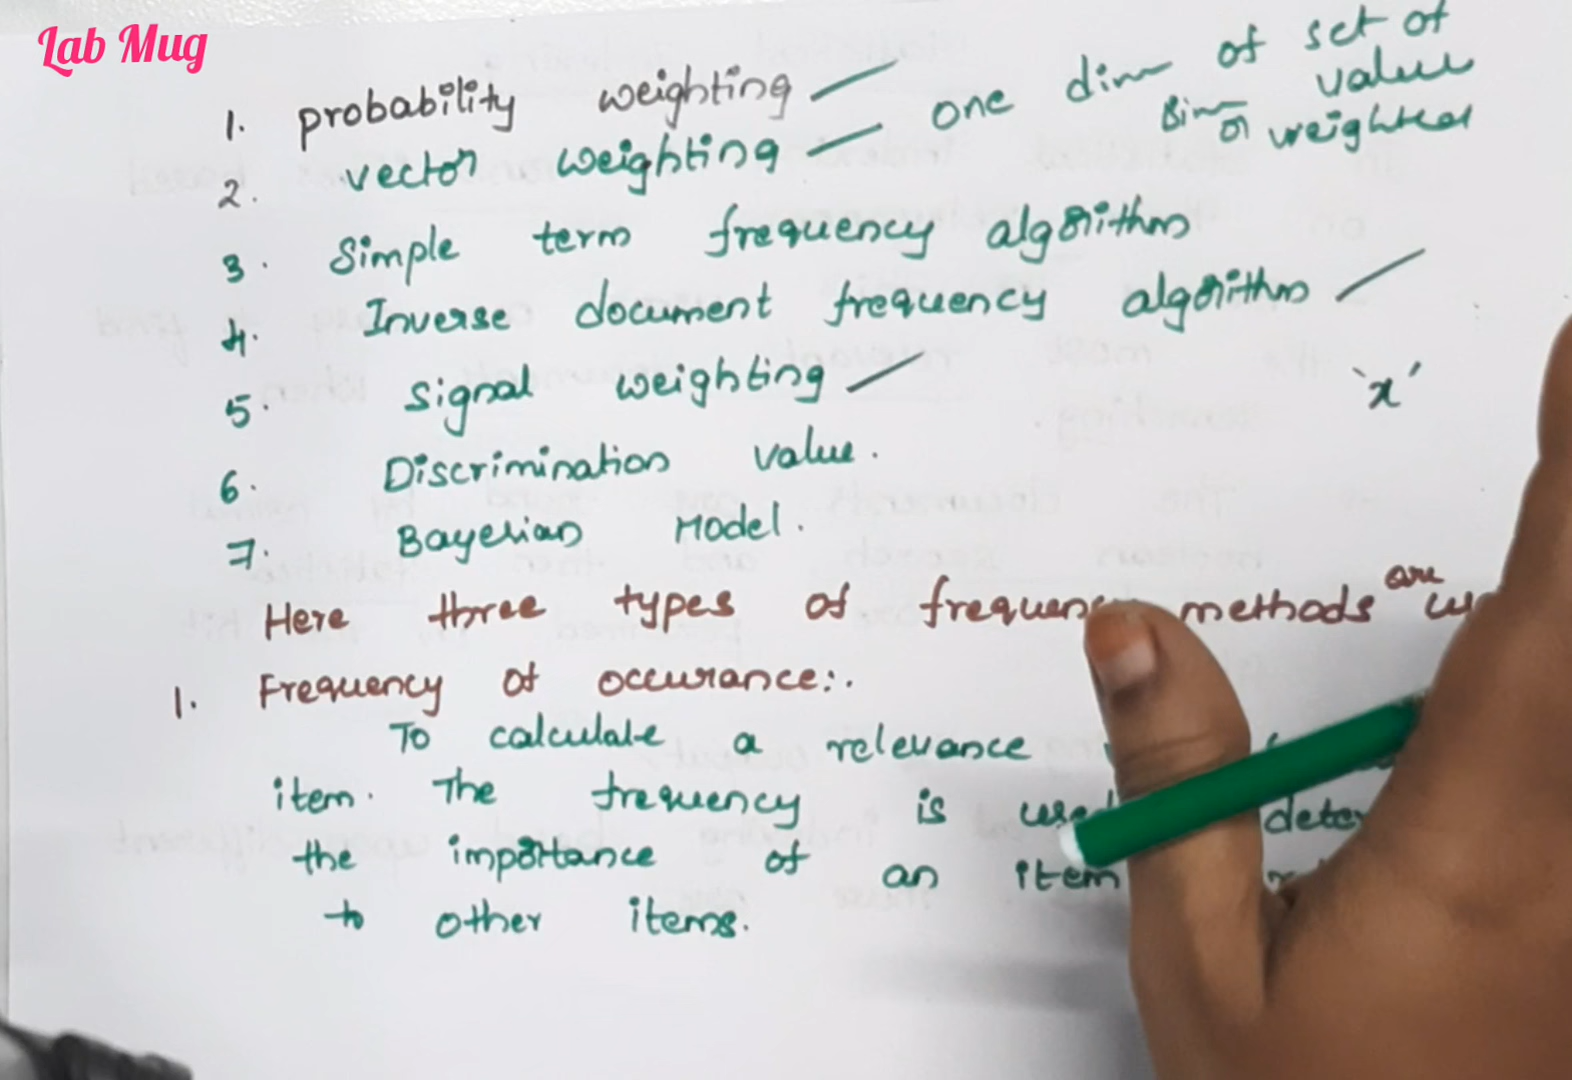 Lab Mug
1. probability weighting — one dim of set of
value
2. vector weighting — Bin or weighted
3. Simple term frequency algorithm
4. Inverse document frequency algorithm
5. signal weighting
'x'
6. Discrimination value.
7. Bayesian Model.
Here three types of methods are
1. Frequency of occurance:.
To calculate a relevance
item. The frequency is used
the importance of an item
to other items.